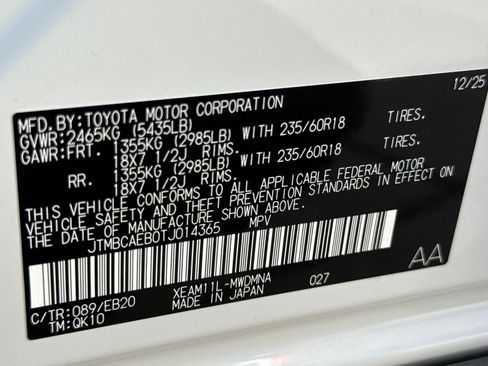 12/25
MFD.BY:TOYOTA MOTOR CORPORATION
GVWR:2465KG (5435LB)
GAWR:FRT. 1355KG (2985LB) WITH 235/60R18 TIRES.
18X7 1/2J RIMS.
RR. 1355KG (2985LB) WITH 235/60R18 TIRES.
18X7 1/2J RIMS.
THIS VEHICLE CONFORMS TO ALL APPLICABLE FEDERAL MOTOR
VEHICLE SAFETY AND THEFT PREVENTION STANDARDS IN EFFECT ON
THE DATE OF MANUFACTURE SHOWN ABOVE.
JTMBCAEB0TJ014365 MPV
AA
C/TR:089/EB20 XEAM11L-MWDMNA 027
TM:QK10 MADE IN JAPAN